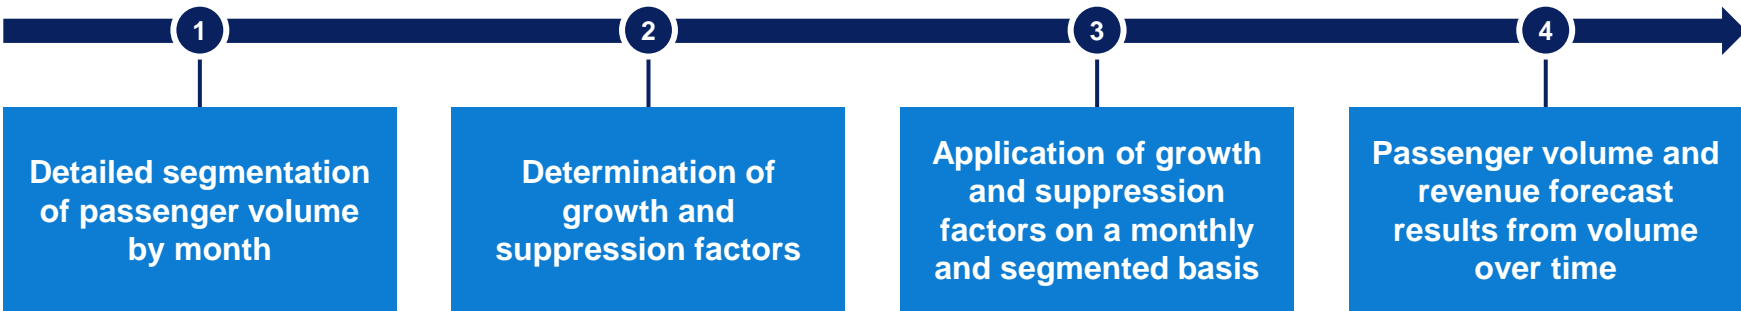 1
Detailed segmentation
of passenger volume
by month
2
Determination of
growth and
suppression factors
3
Application of growth
and suppression
factors on a monthly
and segmented basis
4
Passenger volume and
revenue forecast
results from volume
over time